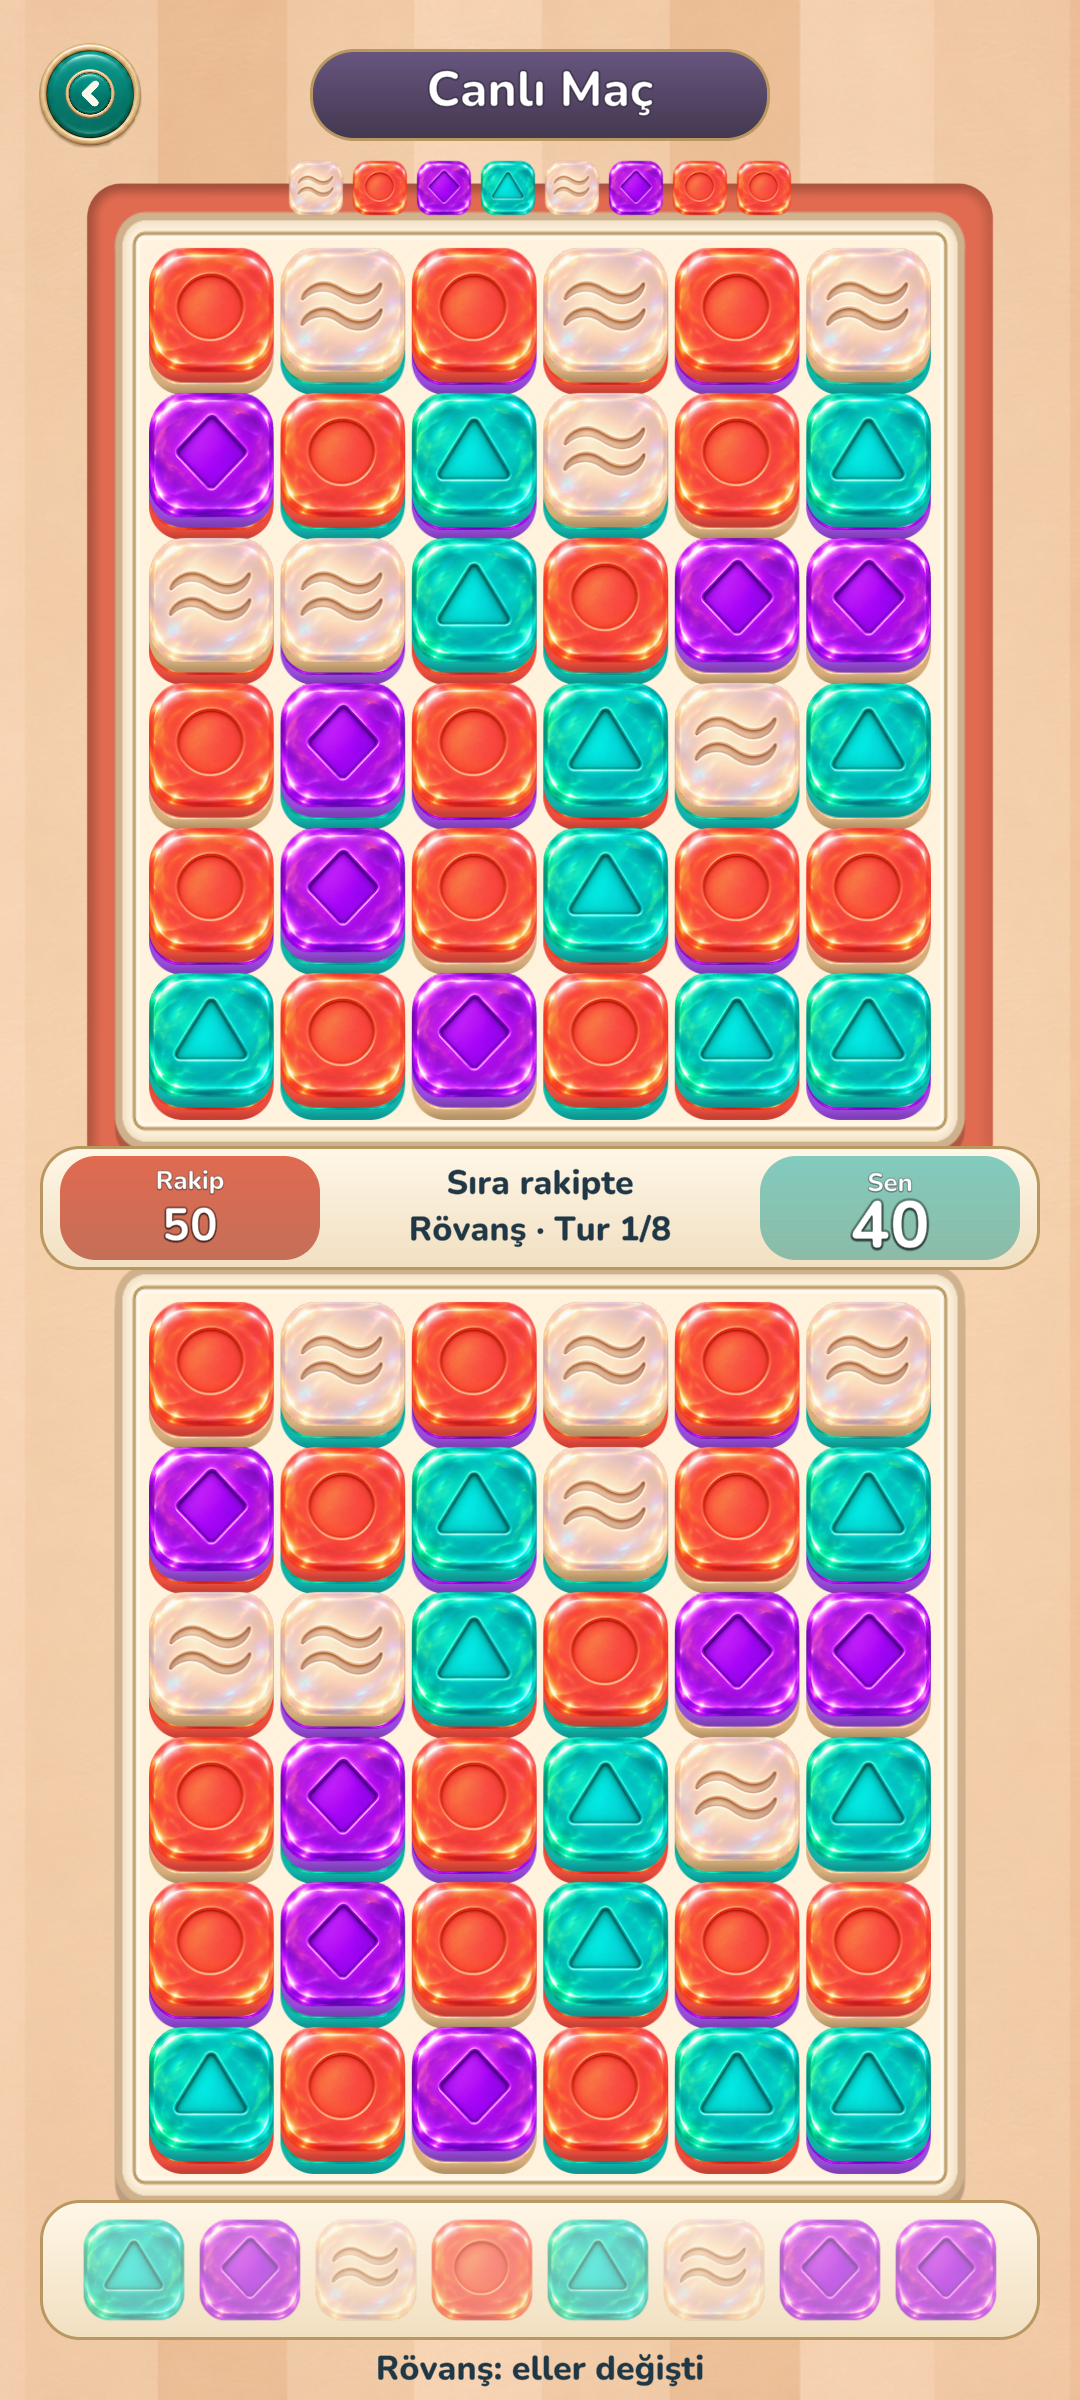 Canlı Maç
Rakip
50
Sıra rakipte
Rövanş · Tur 1/8
Sen
40
Rövanş: eller değişti